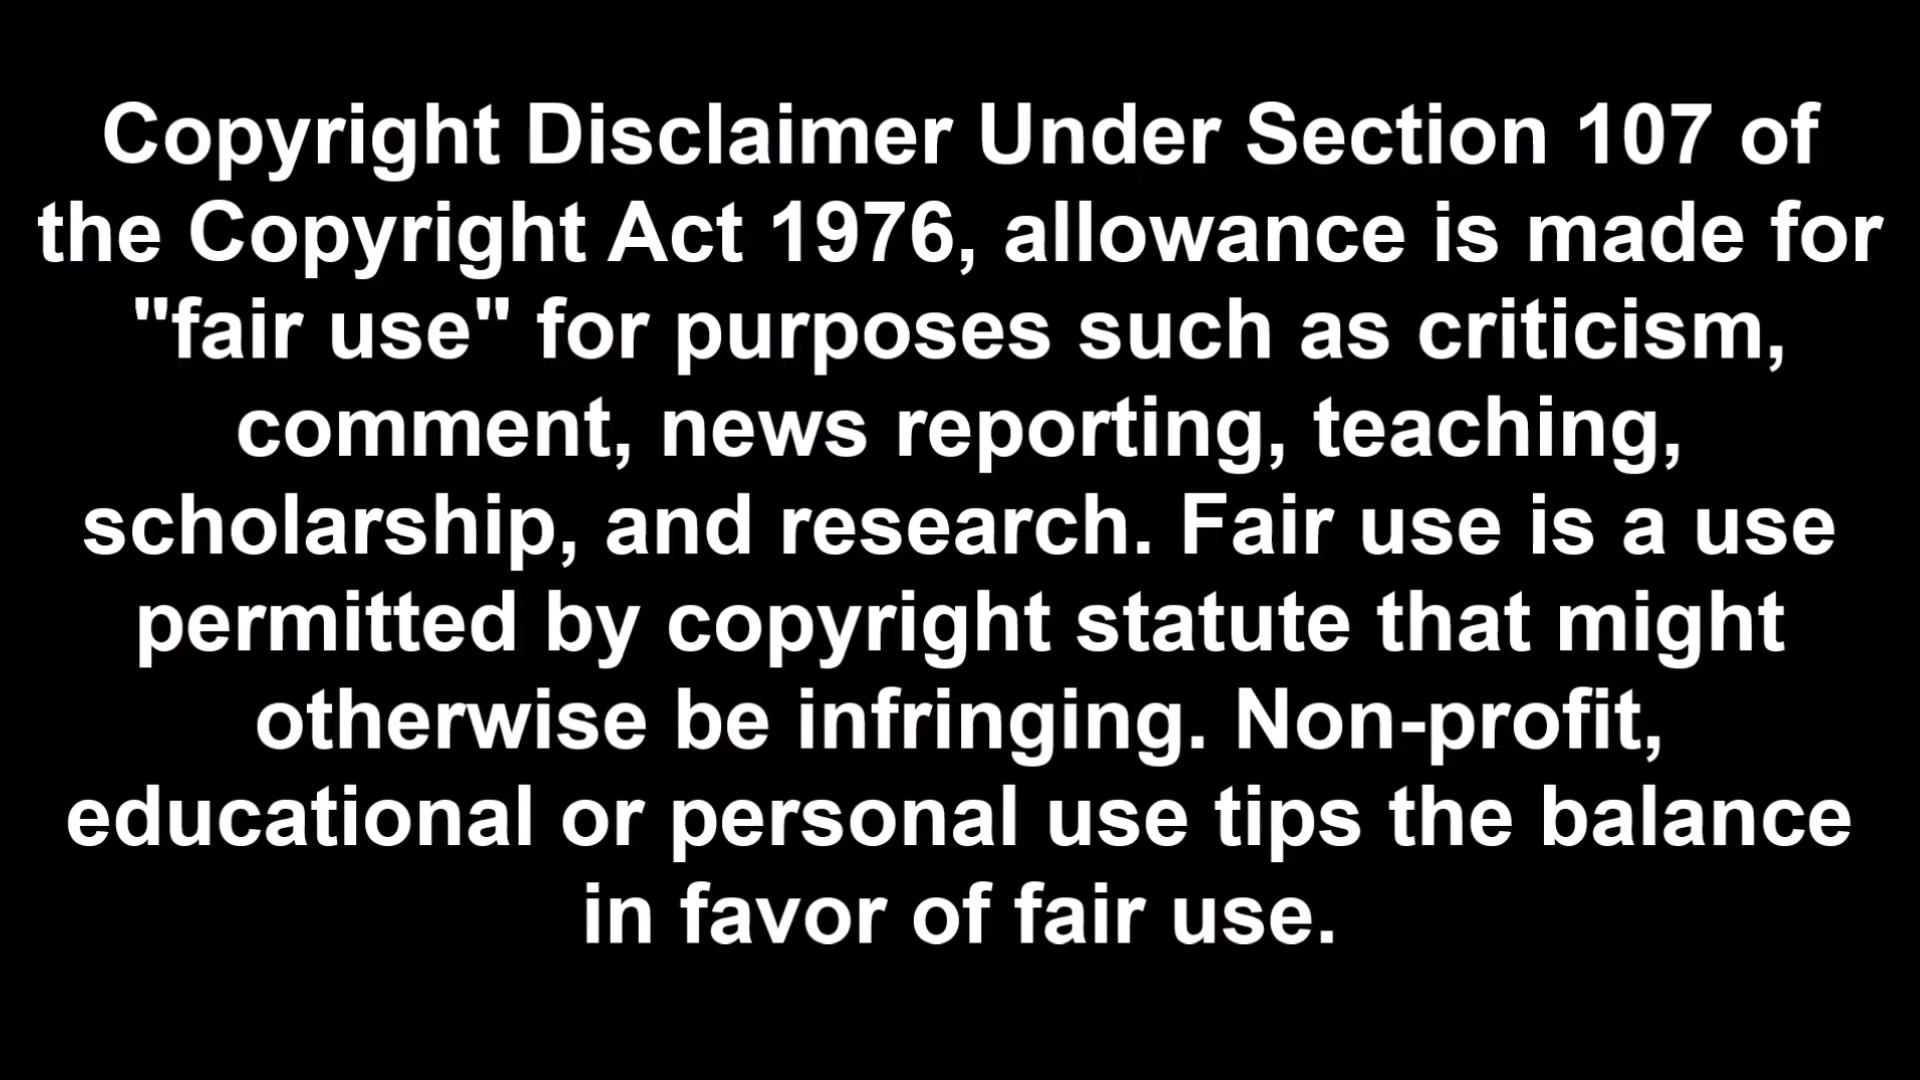 Copyright Disclaimer Under Section 107 of
the Copyright Act 1976, allowance is made for
"fair use" for purposes such as criticism,
comment, news reporting, teaching,
scholarship, and research. Fair use is a use
permitted by copyright statute that might
otherwise be infringing. Non-profit,
educational or personal use tips the balance
in favor of fair use.